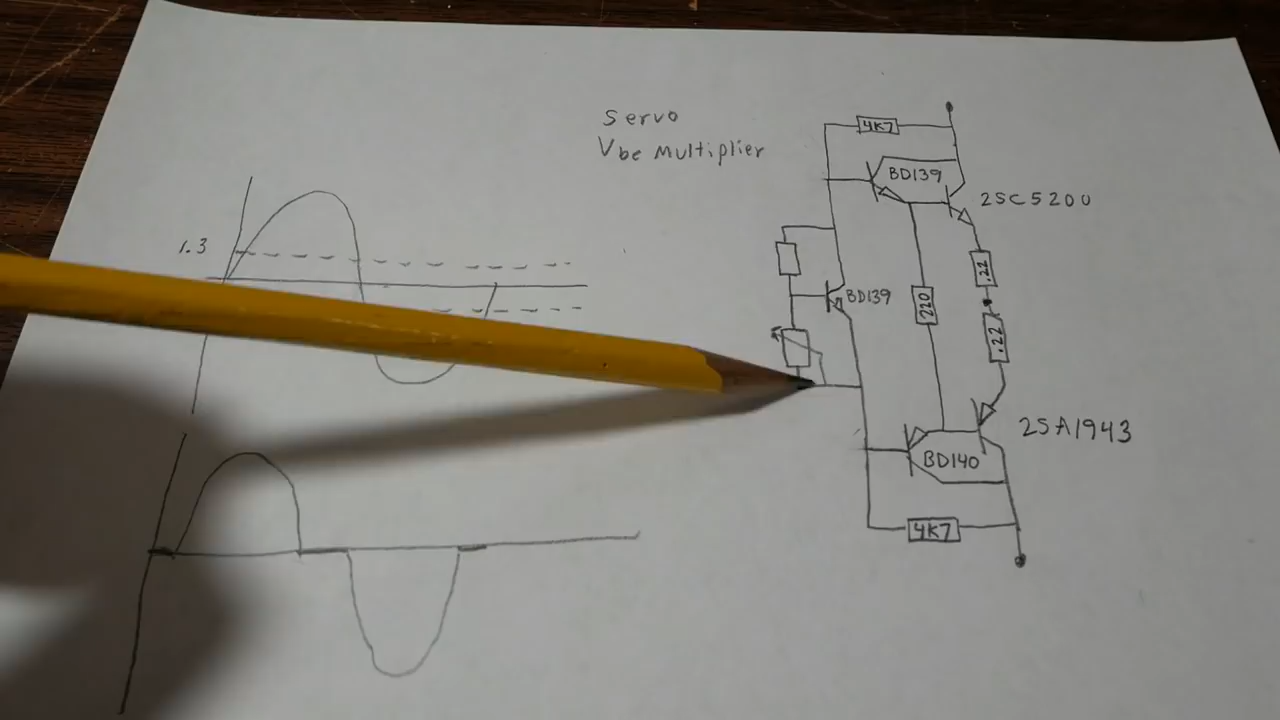 Servo
Vbe Multiplier
4K7
BD139
2SC5200
1.3
.22
BD139
220
.22
2SA1943
BD140
4K7